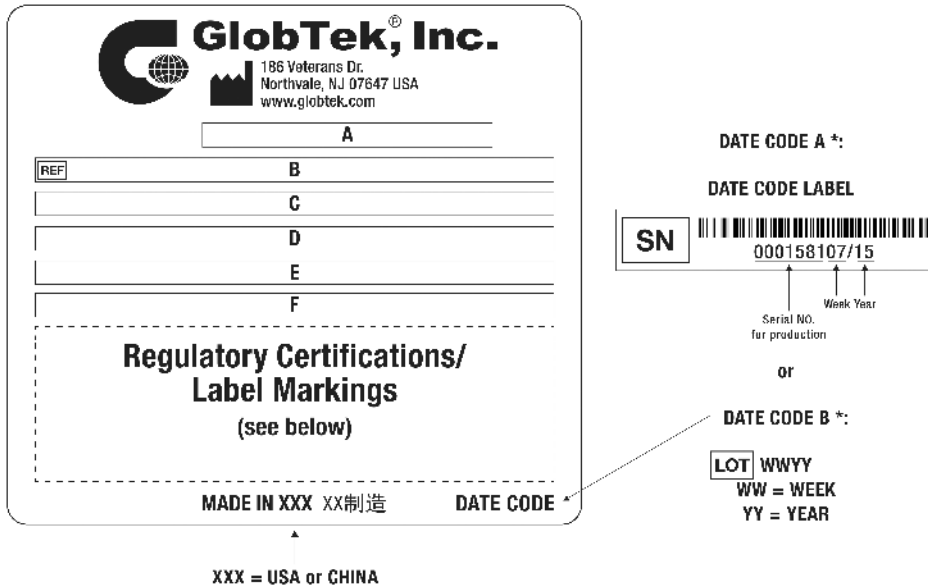 GlobTek,® Inc.
186 Veterans Dr.
Northvale, NJ 07647 USA
www.globtek.com
A
REF B
C
D
E
F
Regulatory Certifications/
Label Markings
(see below)
MADE IN XXX XX制造 DATE CODE
XXX = USA or CHINA
DATE CODE A *:
DATE CODE LABEL
SN
000158107/15
Week Year
Serial NO.
for production
or
DATE CODE B *:
LOT WWYY
WW = WEEK
YY = YEAR